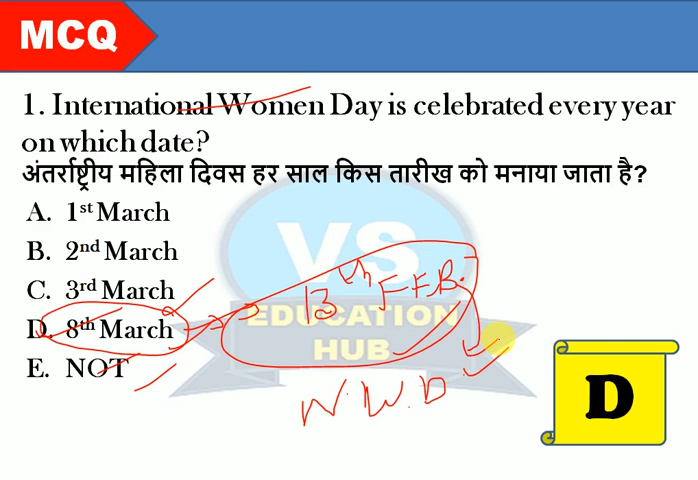 MCQ
1. International Women Day is celebrated every year
on which date?
अंतर्राष्ट्रीय महिला दिवस हर साल किस तारीख को मनाया जाता है?
A. 1st March
B. 2nd March
C. 3rd March
D. 8th March
E. NOT
VS
EDUCATION
HUB
13th FEB.
N.W.D
D